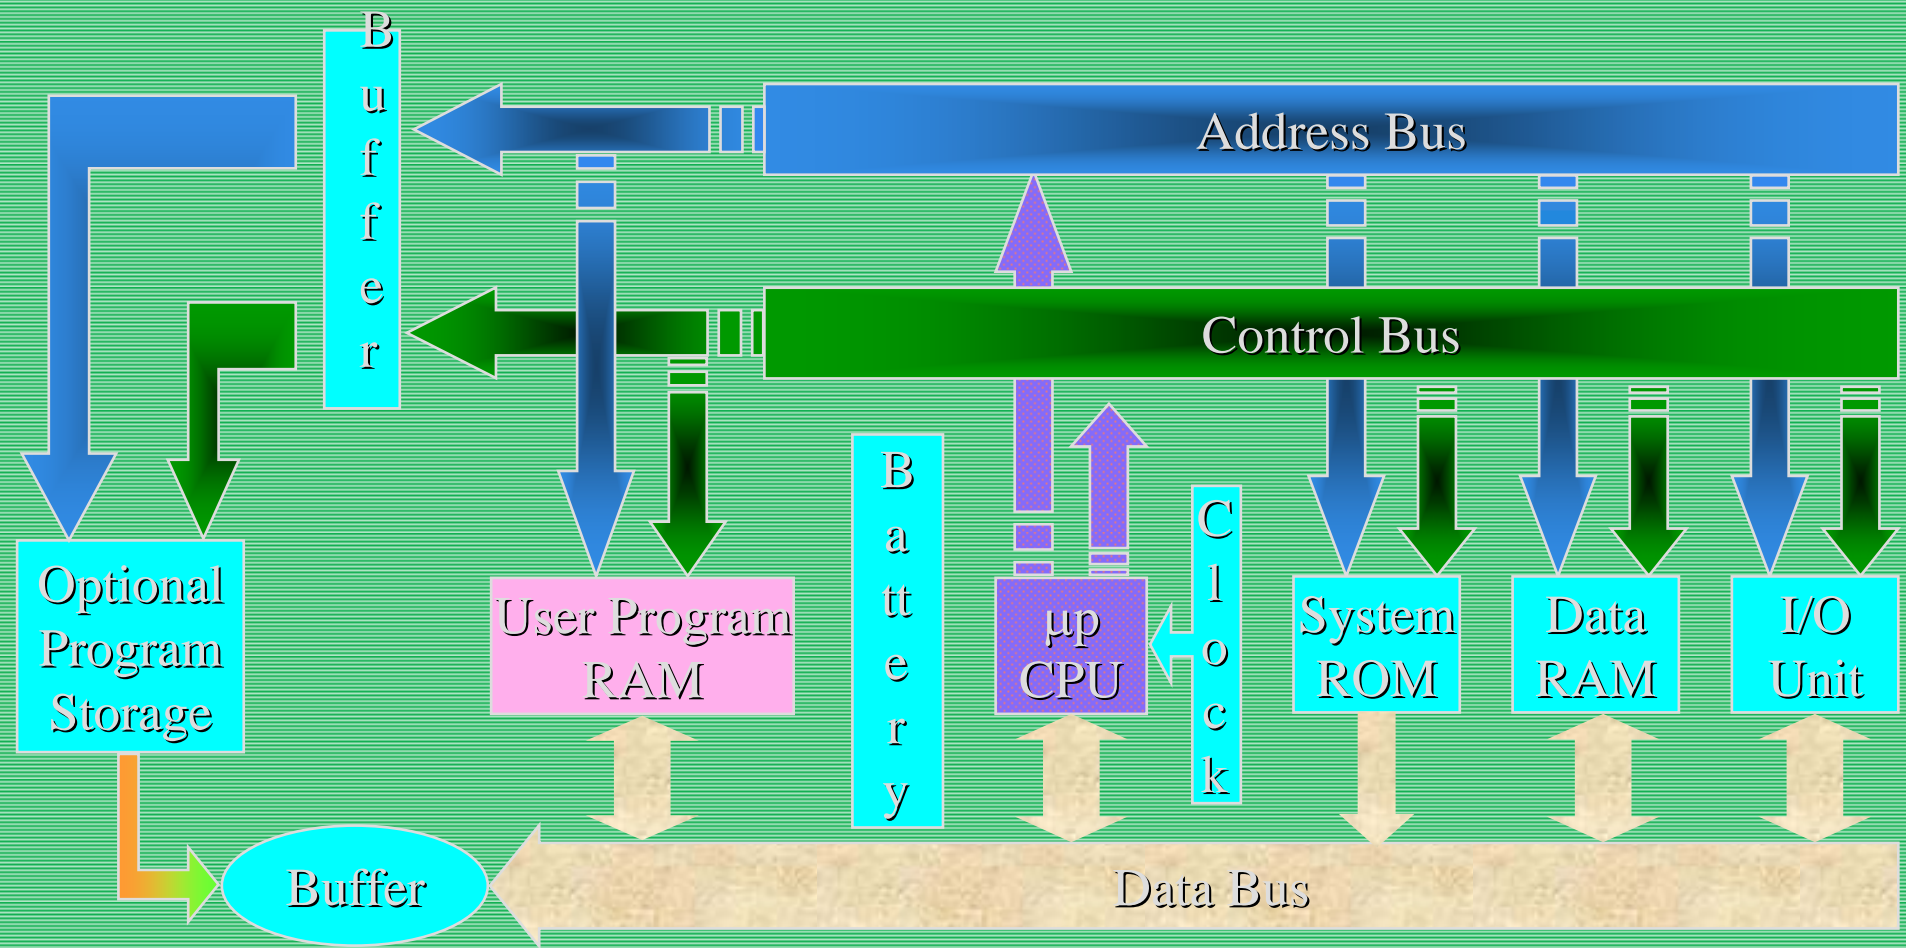 Buffer
Address Bus
Control Bus
Battery
Clock
Optional
Program
Storage
User Program
RAM
µp
CPU
System
ROM
Data
RAM
I/O
Unit
Buffer
Data Bus